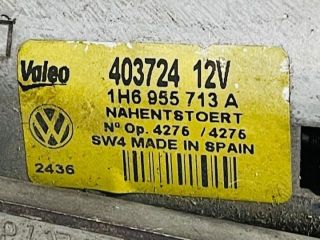 Valeo 403724 12V
1H6 955 713 A
NAHENTSTOERT
Nº Op. 4276 / 4276
SW4 MADE IN SPAIN
2436